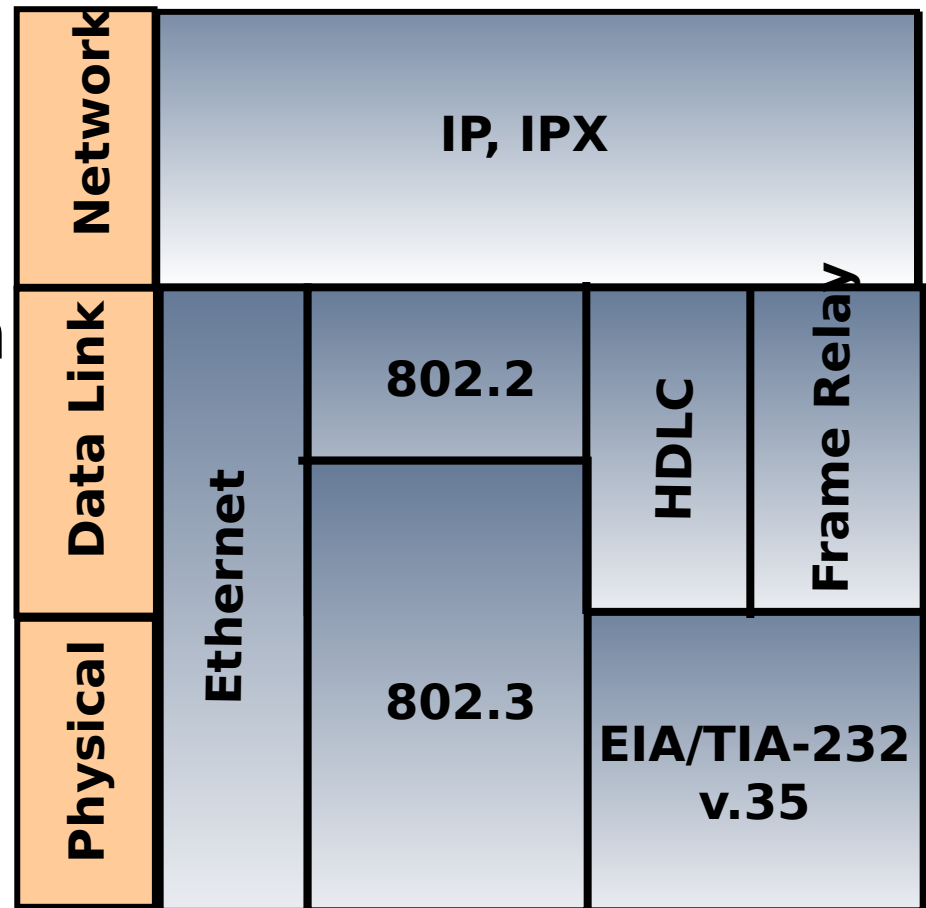 Network
IP, IPX
Data Link
Ethernet
802.2
HDLC
Frame Relay
Physical
802.3
EIA/TIA-232
v.35